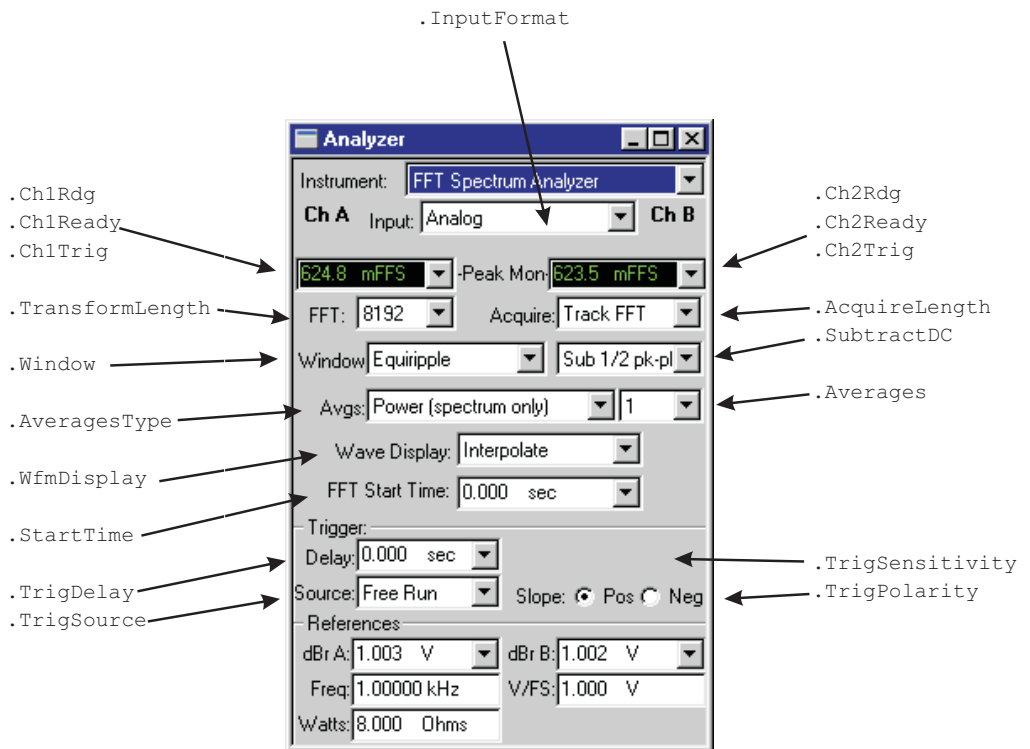 .InputFormat
Analyzer
Instrument: FFT Spectrum Analyzer
Ch A Input: Analog Ch B
.Ch1Rdg
.Ch1Ready
.Ch1Trig
.Ch2Rdg
.Ch2Ready
.Ch2Trig
624.8 mFFS -Peak Mon- 623.5 mFFS
.TransformLength
FFT: 8192 Acquire: Track FFT
.AcquireLength
.SubtractDC
.Window
Window Equiripple Sub 1/2 pk-pl
.AveragesType
Avgs: Power (spectrum only) 1
.Averages
Wave Display: Interpolate
.WfmDisplay
FFT Start Time: 0.000 sec
.StartTime
Trigger:
Delay: 0.000 sec
.TrigSensitivity
.TrigPolarity
.TrigDelay
.TrigSource
Source: Free Run Slope: Pos Neg
References
dBr A: 1.003 V dBr B: 1.002 V
Freq: 1.00000 kHz V/FS: 1.000 V
Watts: 8.000 Ohms